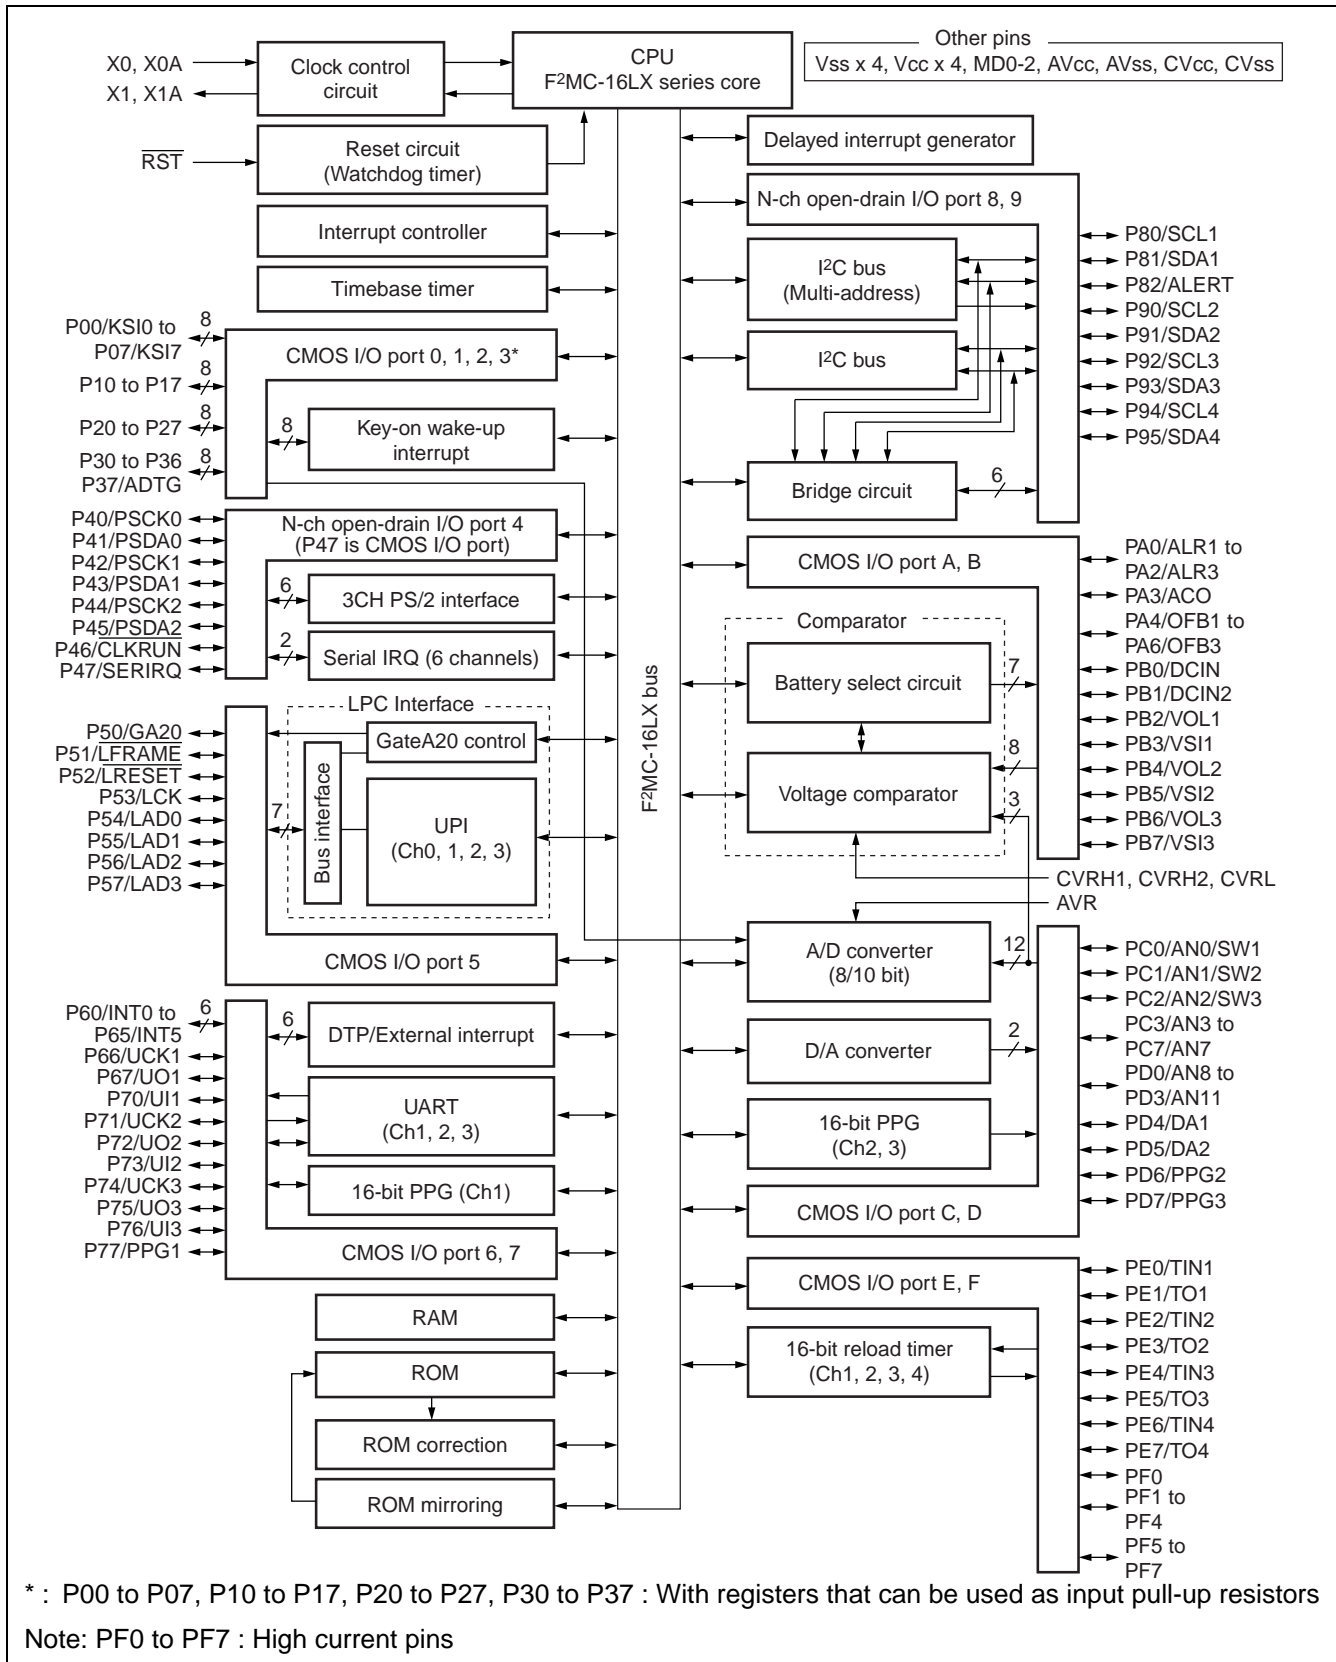 X0, X0A
X1, X1A
Clock control
circuit
CPU
F2MC-16LX series core
Other pins
Vss x 4, Vcc x 4, MD0-2, AVcc, AVss, CVcc, CVss
RST
Reset circuit
(Watchdog timer)
Interrupt controller
Timebase timer
P00/KSI0 to
P07/KSI7
8
P10 to P17
8
P20 to P27
8
P30 to P36
P37/ADTG
8
CMOS I/O port 0, 1, 2, 3*
8
Key-on wake-up
interrupt
P40/PSCK0
P41/PSDA0
P42/PSCK1
P43/PSDA1
P44/PSCK2
P45/PSDA2
P46/CLKRUN
P47/SERIRQ
N-ch open-drain I/O port 4
(P47 is CMOS I/O port)
6
3CH PS/2 interface
2
Serial IRQ (6 channels)
P50/GA20
P51/LFRAME
P52/LRESET
P53/LCK
P54/LAD0
P55/LAD1
P56/LAD2
P57/LAD3
LPC Interface
GateA20 control
7
Bus interface
UPI
(Ch0, 1, 2, 3)
CMOS I/O port 5
P60/INT0 to
P65/INT5
6
P66/UCK1
P67/UO1
P70/UI1
P71/UCK2
P72/UO2
P73/UI2
P74/UCK3
P75/UO3
P76/UI3
P77/PPG1
6
DTP/External interrupt
UART
(Ch1, 2, 3)
16-bit PPG (Ch1)
CMOS I/O port 6, 7
RAM
ROM
ROM correction
ROM mirroring
F2MC-16LX bus
Delayed interrupt generator
N-ch open-drain I/O port 8, 9
I2C bus
(Multi-address)
I2C bus
Bridge circuit
6
P80/SCL1
P81/SDA1
P82/ALERT
P90/SCL2
P91/SDA2
P92/SCL3
P93/SDA3
P94/SCL4
P95/SDA4
CMOS I/O port A, B
Comparator
Battery select circuit
7
Voltage comparator
8
3
PA0/ALR1 to
PA2/ALR3
PA3/ACO
PA4/OFB1 to
PA6/OFB3
PB0/DCIN
PB1/DCIN2
PB2/VOL1
PB3/VSI1
PB4/VOL2
PB5/VSI2
PB6/VOL3
PB7/VSI3
CVRH1, CVRH2, CVRL
AVR
A/D converter
(8/10 bit)
12
D/A converter
2
16-bit PPG
(Ch2, 3)
CMOS I/O port C, D
PC0/AN0/SW1
PC1/AN1/SW2
PC2/AN2/SW3
PC3/AN3 to
PC7/AN7
PD0/AN8 to
PD3/AN11
PD4/DA1
PD5/DA2
PD6/PPG2
PD7/PPG3
CMOS I/O port E, F
16-bit reload timer
(Ch1, 2, 3, 4)
PE0/TIN1
PE1/TO1
PE2/TIN2
PE3/TO2
PE4/TIN3
PE5/TO3
PE6/TIN4
PE7/TO4
PF0
PF1 to
PF4
PF5 to
PF7
* : P00 to P07, P10 to P17, P20 to P27, P30 to P37 : With registers that can be used as input pull-up resistors
Note: PF0 to PF7 : High current pins